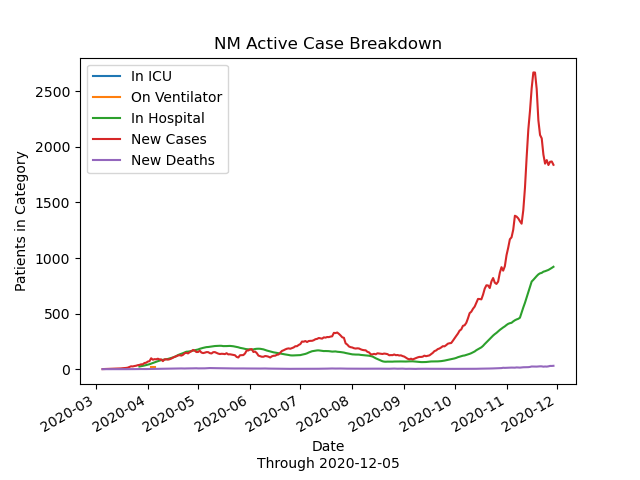 NM Active Case Breakdown
In ICU
On Ventilator
In Hospital
New Cases
New Deaths
Patients in Category
2500
2000
1500
1000
500
0
2020-03
2020-04
2020-05
2020-06
2020-07
2020-08
2020-09
2020-10
2020-11
2020-12
Date
Through 2020-12-05